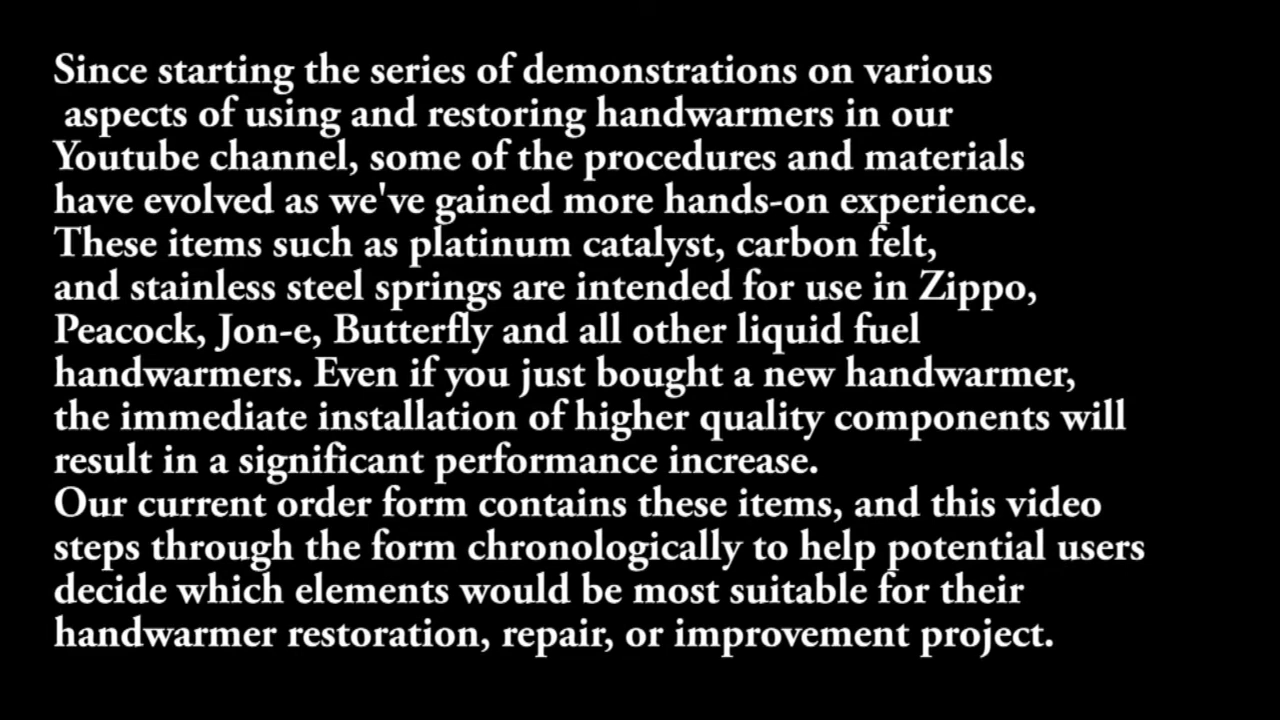 Since starting the series of demonstrations on various
aspects of using and restoring handwarmers in our
Youtube channel, some of the procedures and materials
have evolved as we've gained more hands-on experience.
These items such as platinum catalyst, carbon felt,
and stainless steel springs are intended for use in Zippo,
Peacock, Jon-e, Butterfly and all other liquid fuel
handwarmers. Even if you just bought a new handwarmer,
the immediate installation of higher quality components will
result in a significant performance increase.
Our current order form contains these items, and this video
steps through the form chronologically to help potential users
decide which elements would be most suitable for their
handwarmer restoration, repair, or improvement project.